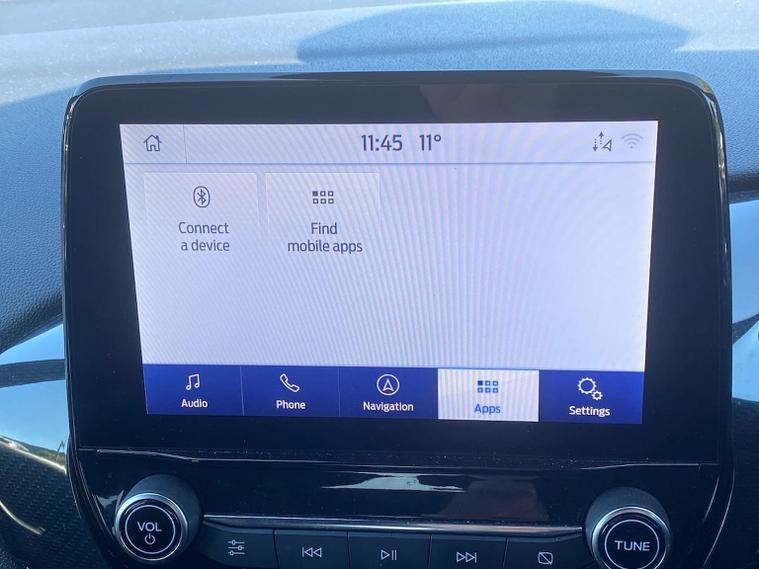 11:45 11°
Connect
a device
Find
mobile apps
Audio
Phone
Navigation
Apps
Settings
VOL
TUNE